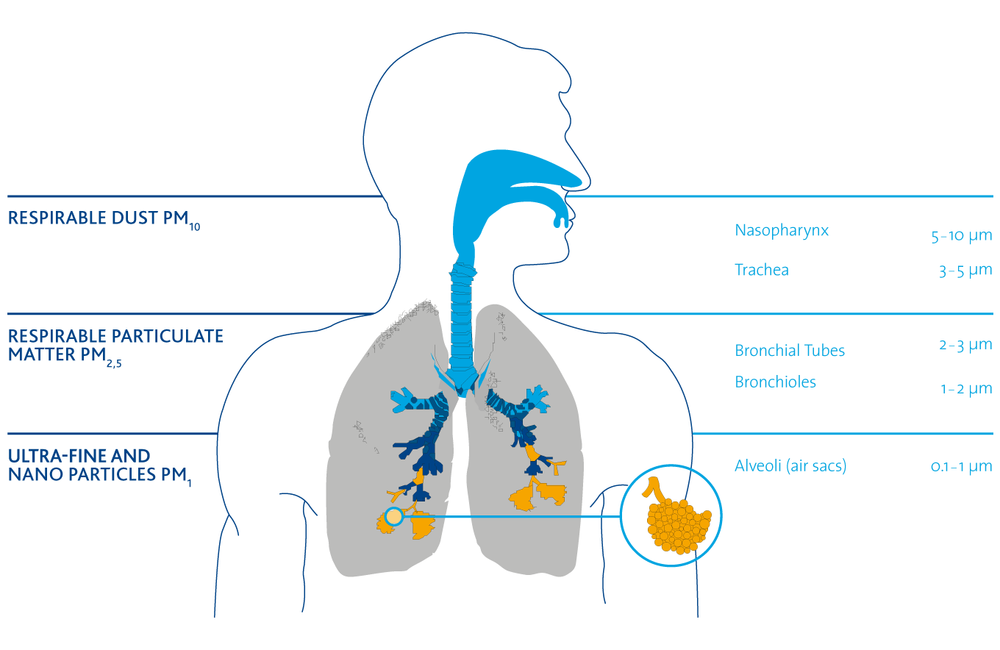 RESPIRABLE DUST PM10
Nasopharynx 5–10 µm
Trachea 3–5 µm
RESPIRABLE PARTICULATE
MATTER PM2,5
Bronchial Tubes 2–3 µm
Bronchioles 1–2 µm
ULTRA-FINE AND
NANO PARTICLES PM1
Alveoli (air sacs) 0.1–1 µm